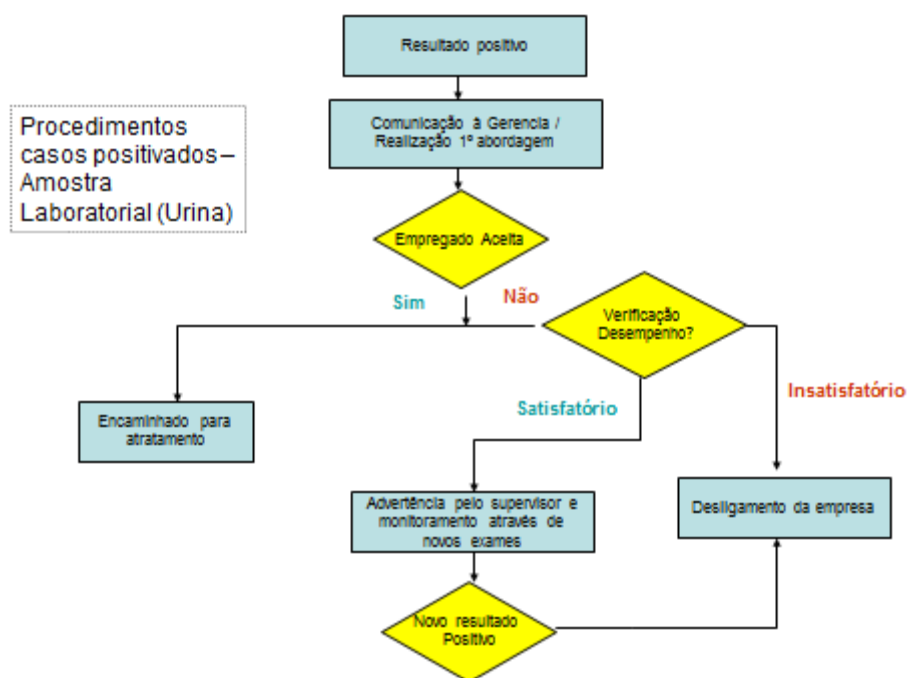 Resultado positivo
Comunicação à Gerencia /
Realização 1º abordagem
Procedimentos
casos positivados –
Amostra
Laboratorial (Urina)
Empregado Aceita
Sim
Não
Verificação
Desempenho?
Insatisfatório
Satisfatório
Encaminhado para
atratamento
Advertência pelo supervisor e
monitoramento através de
novos exames
Desligamento da empresa
Novo resultado
Positivo